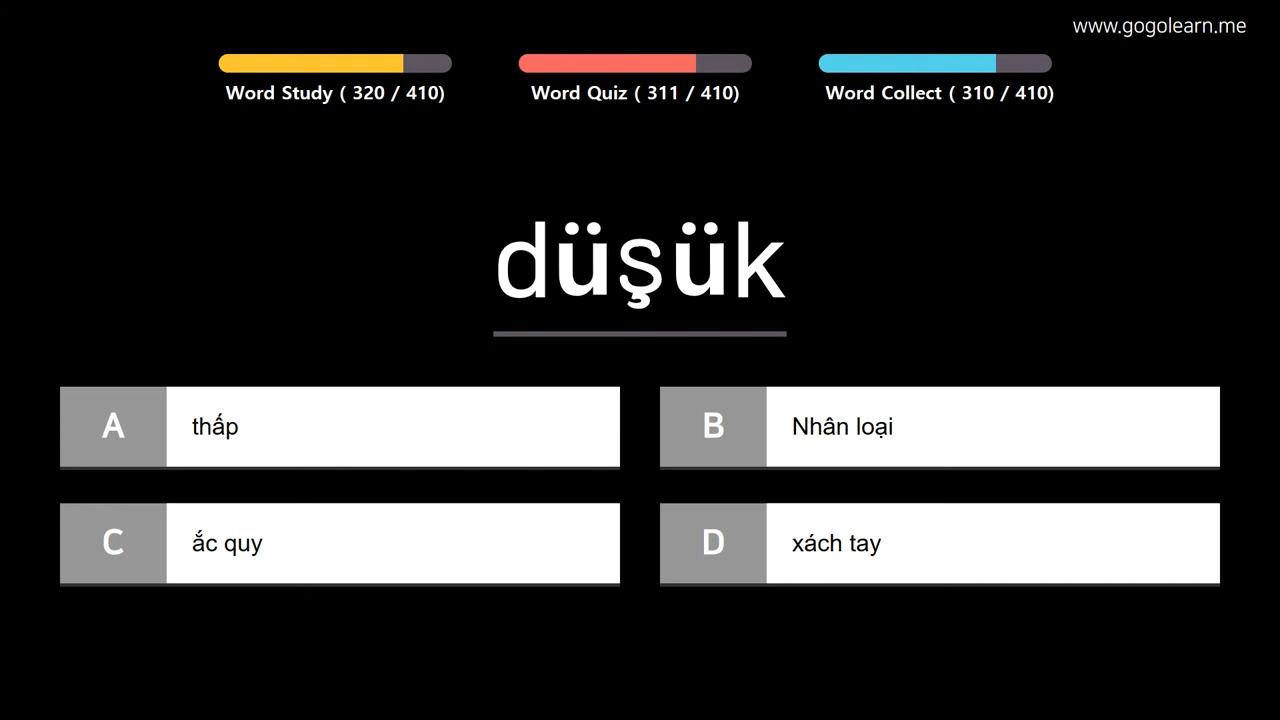 www.gogolearn.me
Word Study ( 320 / 410)
Word Quiz ( 311 / 410)
Word Collect ( 310 / 410)
düşük
A thấp
B Nhân loại
C ắc quy
D xách tay